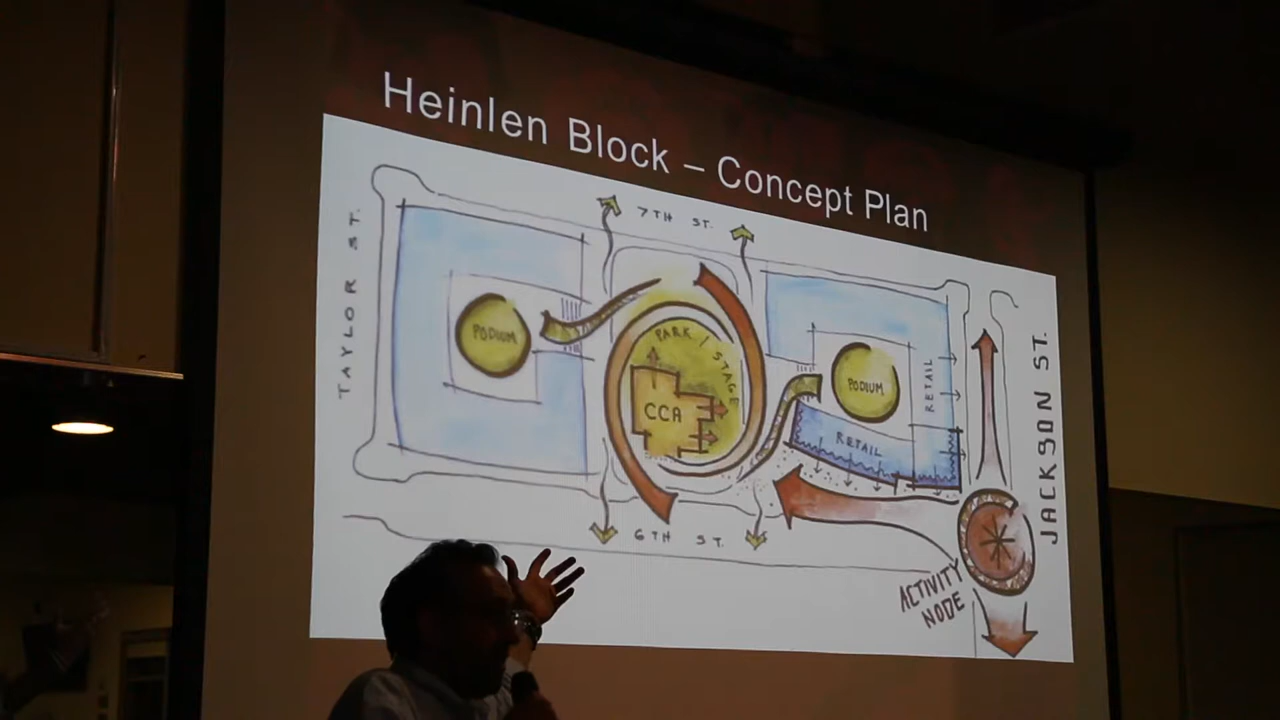 Heinlen Block – Concept Plan
7TH ST.
TAYLOR ST.
PODIUM
PARK / STAGE
CCA
PODIUM
RETAIL
RETAIL
JACKSON ST.
6TH ST.
ACTIVITY
NODE